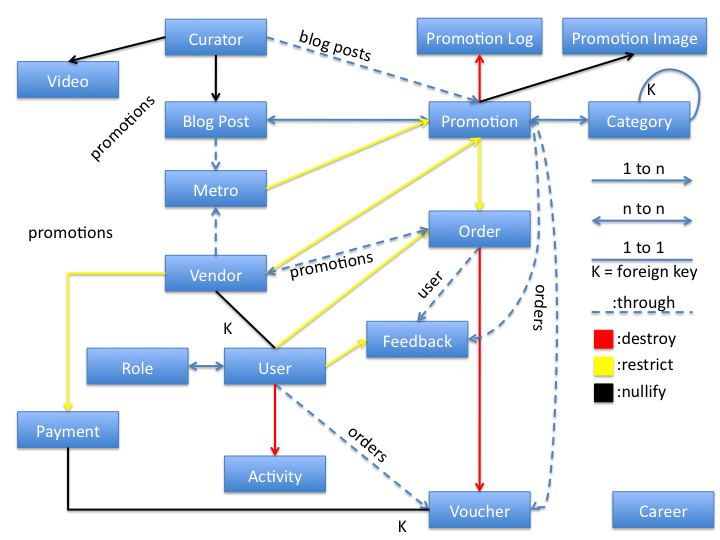 Curator
blog posts
Promotion Log
Promotion Image
Video
K
promotions
Blog Post
Promotion
Category
1 to n
Metro
n to n
promotions
Order
1 to 1
K = foreign key
Vendor
promotions
user
orders
:through
K
Feedback
:destroy
Role
User
:restrict
:nullify
Payment
orders
Activity
Voucher
Career
K